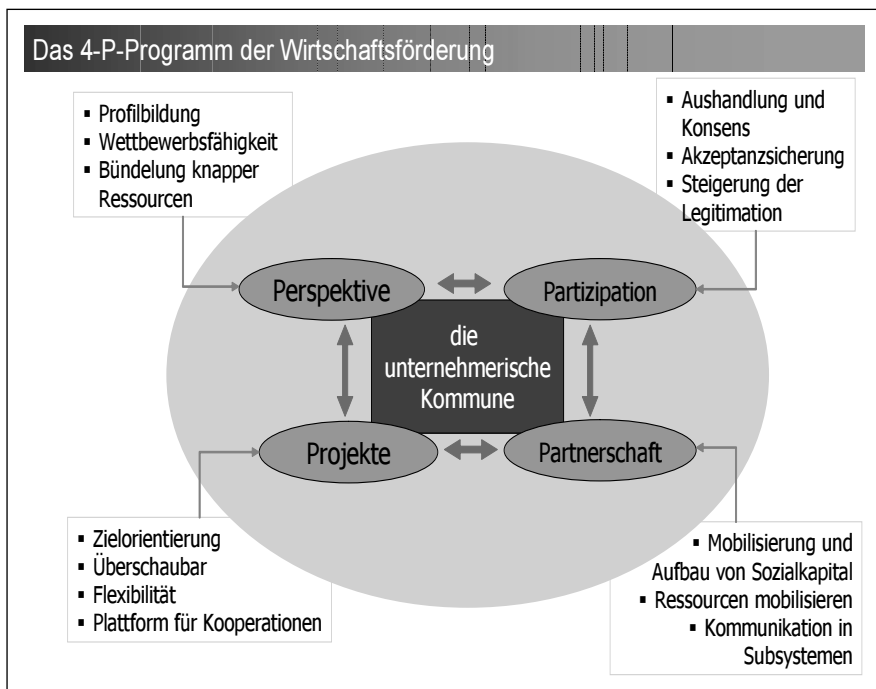 Das 4-P-Programm der Wirtschaftsförderung
▪ Profilbildung
▪ Wettbewerbsfähigkeit
▪ Bündelung knapper
Ressourcen
▪ Aushandlung und
Konsens
▪ Akzeptanzsicherung
▪ Steigerung der
Legitimation
Perspektive
Partizipation
die
unternehmerische
Kommune
Projekte
Partnerschaft
▪ Zielorientierung
▪ Überschaubar
▪ Flexibilität
▪ Plattform für Kooperationen
▪ Mobilisierung und
Aufbau von Sozialkapital
▪ Ressourcen mobilisieren
▪ Kommunikation in
Subsystemen